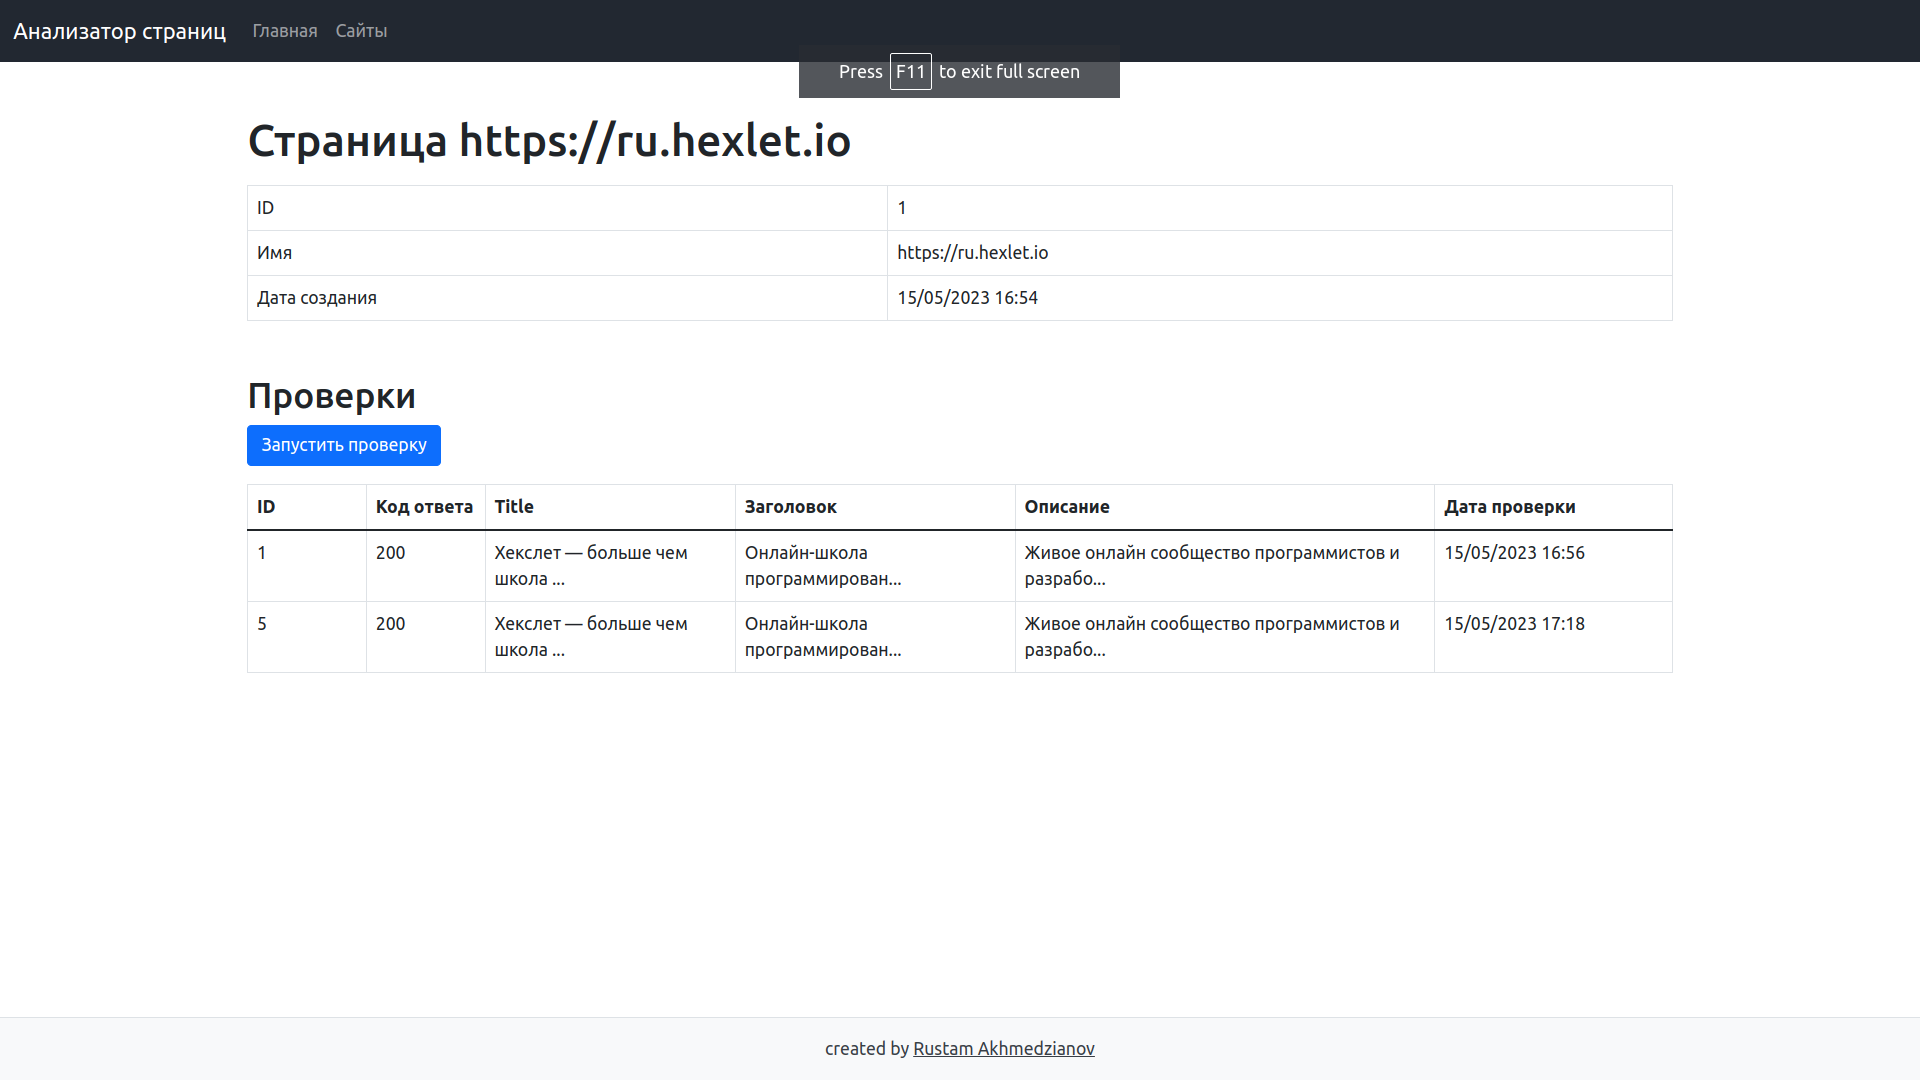 Анализатор страниц Главная Сайты
Press F11 to exit full screen
Страница https://ru.hexlet.io
ID 1
Имя https://ru.hexlet.io
Дата создания 15/05/2023 16:54
Проверки
Запустить проверку
ID Код ответа Title Заголовок Описание Дата проверки
1 200 Хекслет — больше чем Онлайн-школа Живое онлайн сообщество программистов и 15/05/2023 16:56
школа ... программирован... разрабо...
5 200 Хекслет — больше чем Онлайн-школа Живое онлайн сообщество программистов и 15/05/2023 17:18
школа ... программирован... разрабо...
created by Rustam Akhmedzianov